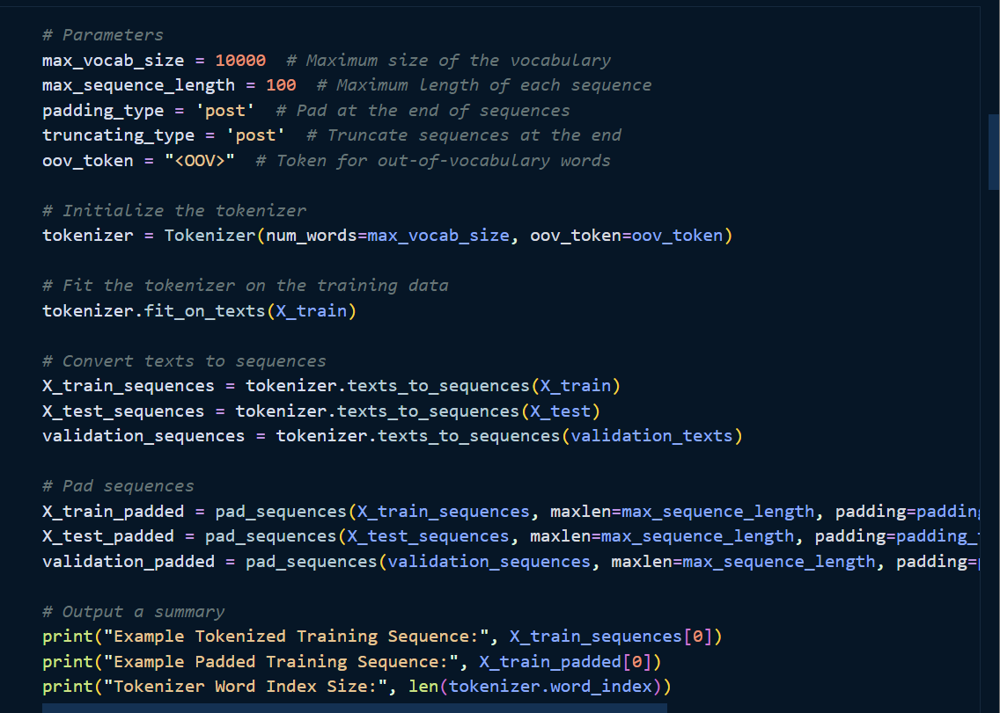 # Parameters
max_vocab_size = 10000  # Maximum size of the vocabulary
max_sequence_length = 100  # Maximum length of each sequence
padding_type = 'post'  # Pad at the end of sequences
truncating_type = 'post'  # Truncate sequences at the end
oov_token = "<OOV>"  # Token for out-of-vocabulary words

# Initialize the tokenizer
tokenizer = Tokenizer(num_words=max_vocab_size, oov_token=oov_token)

# Fit the tokenizer on the training data
tokenizer.fit_on_texts(X_train)

# Convert texts to sequences
X_train_sequences = tokenizer.texts_to_sequences(X_train)
X_test_sequences = tokenizer.texts_to_sequences(X_test)
validation_sequences = tokenizer.texts_to_sequences(validation_texts)

# Pad sequences
X_train_padded = pad_sequences(X_train_sequences, maxlen=max_sequence_length, padding=padding
X_test_padded = pad_sequences(X_test_sequences, maxlen=max_sequence_length, padding=padding_
validation_padded = pad_sequences(validation_sequences, maxlen=max_sequence_length, padding=

# Output a summary
print("Example Tokenized Training Sequence:", X_train_sequences[0])
print("Example Padded Training Sequence:", X_train_padded[0])
print("Tokenizer Word Index Size:", len(tokenizer.word_index))